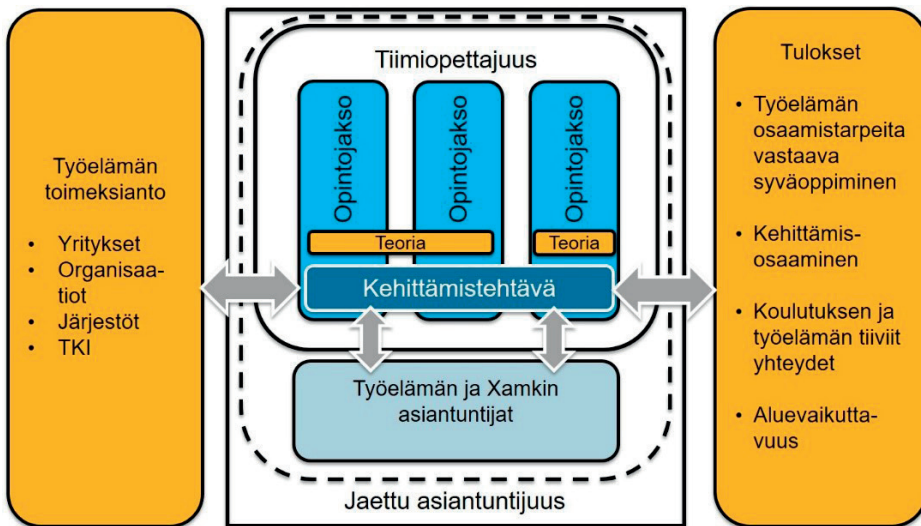 Työelämän
toimeksianto
• Yritykset
• Organisaa-
tiot
• Järjestöt
• TKI
Tiimiopettajuus
Opintojakso
Opintojakso
Opintojakso
Teoria
Teoria
Kehittämistehtävä
Työelämän ja Xamkin
asiantuntijat
Jaettu asiantuntijuus
Tulokset
• Työelämän
osaamistarpeita
vastaava
syväoppiminen
• Kehittämis-
osaaminen
• Koulutuksen ja
työelämän tiiviit
yhteydet
• Aluevaikutta-
vuus